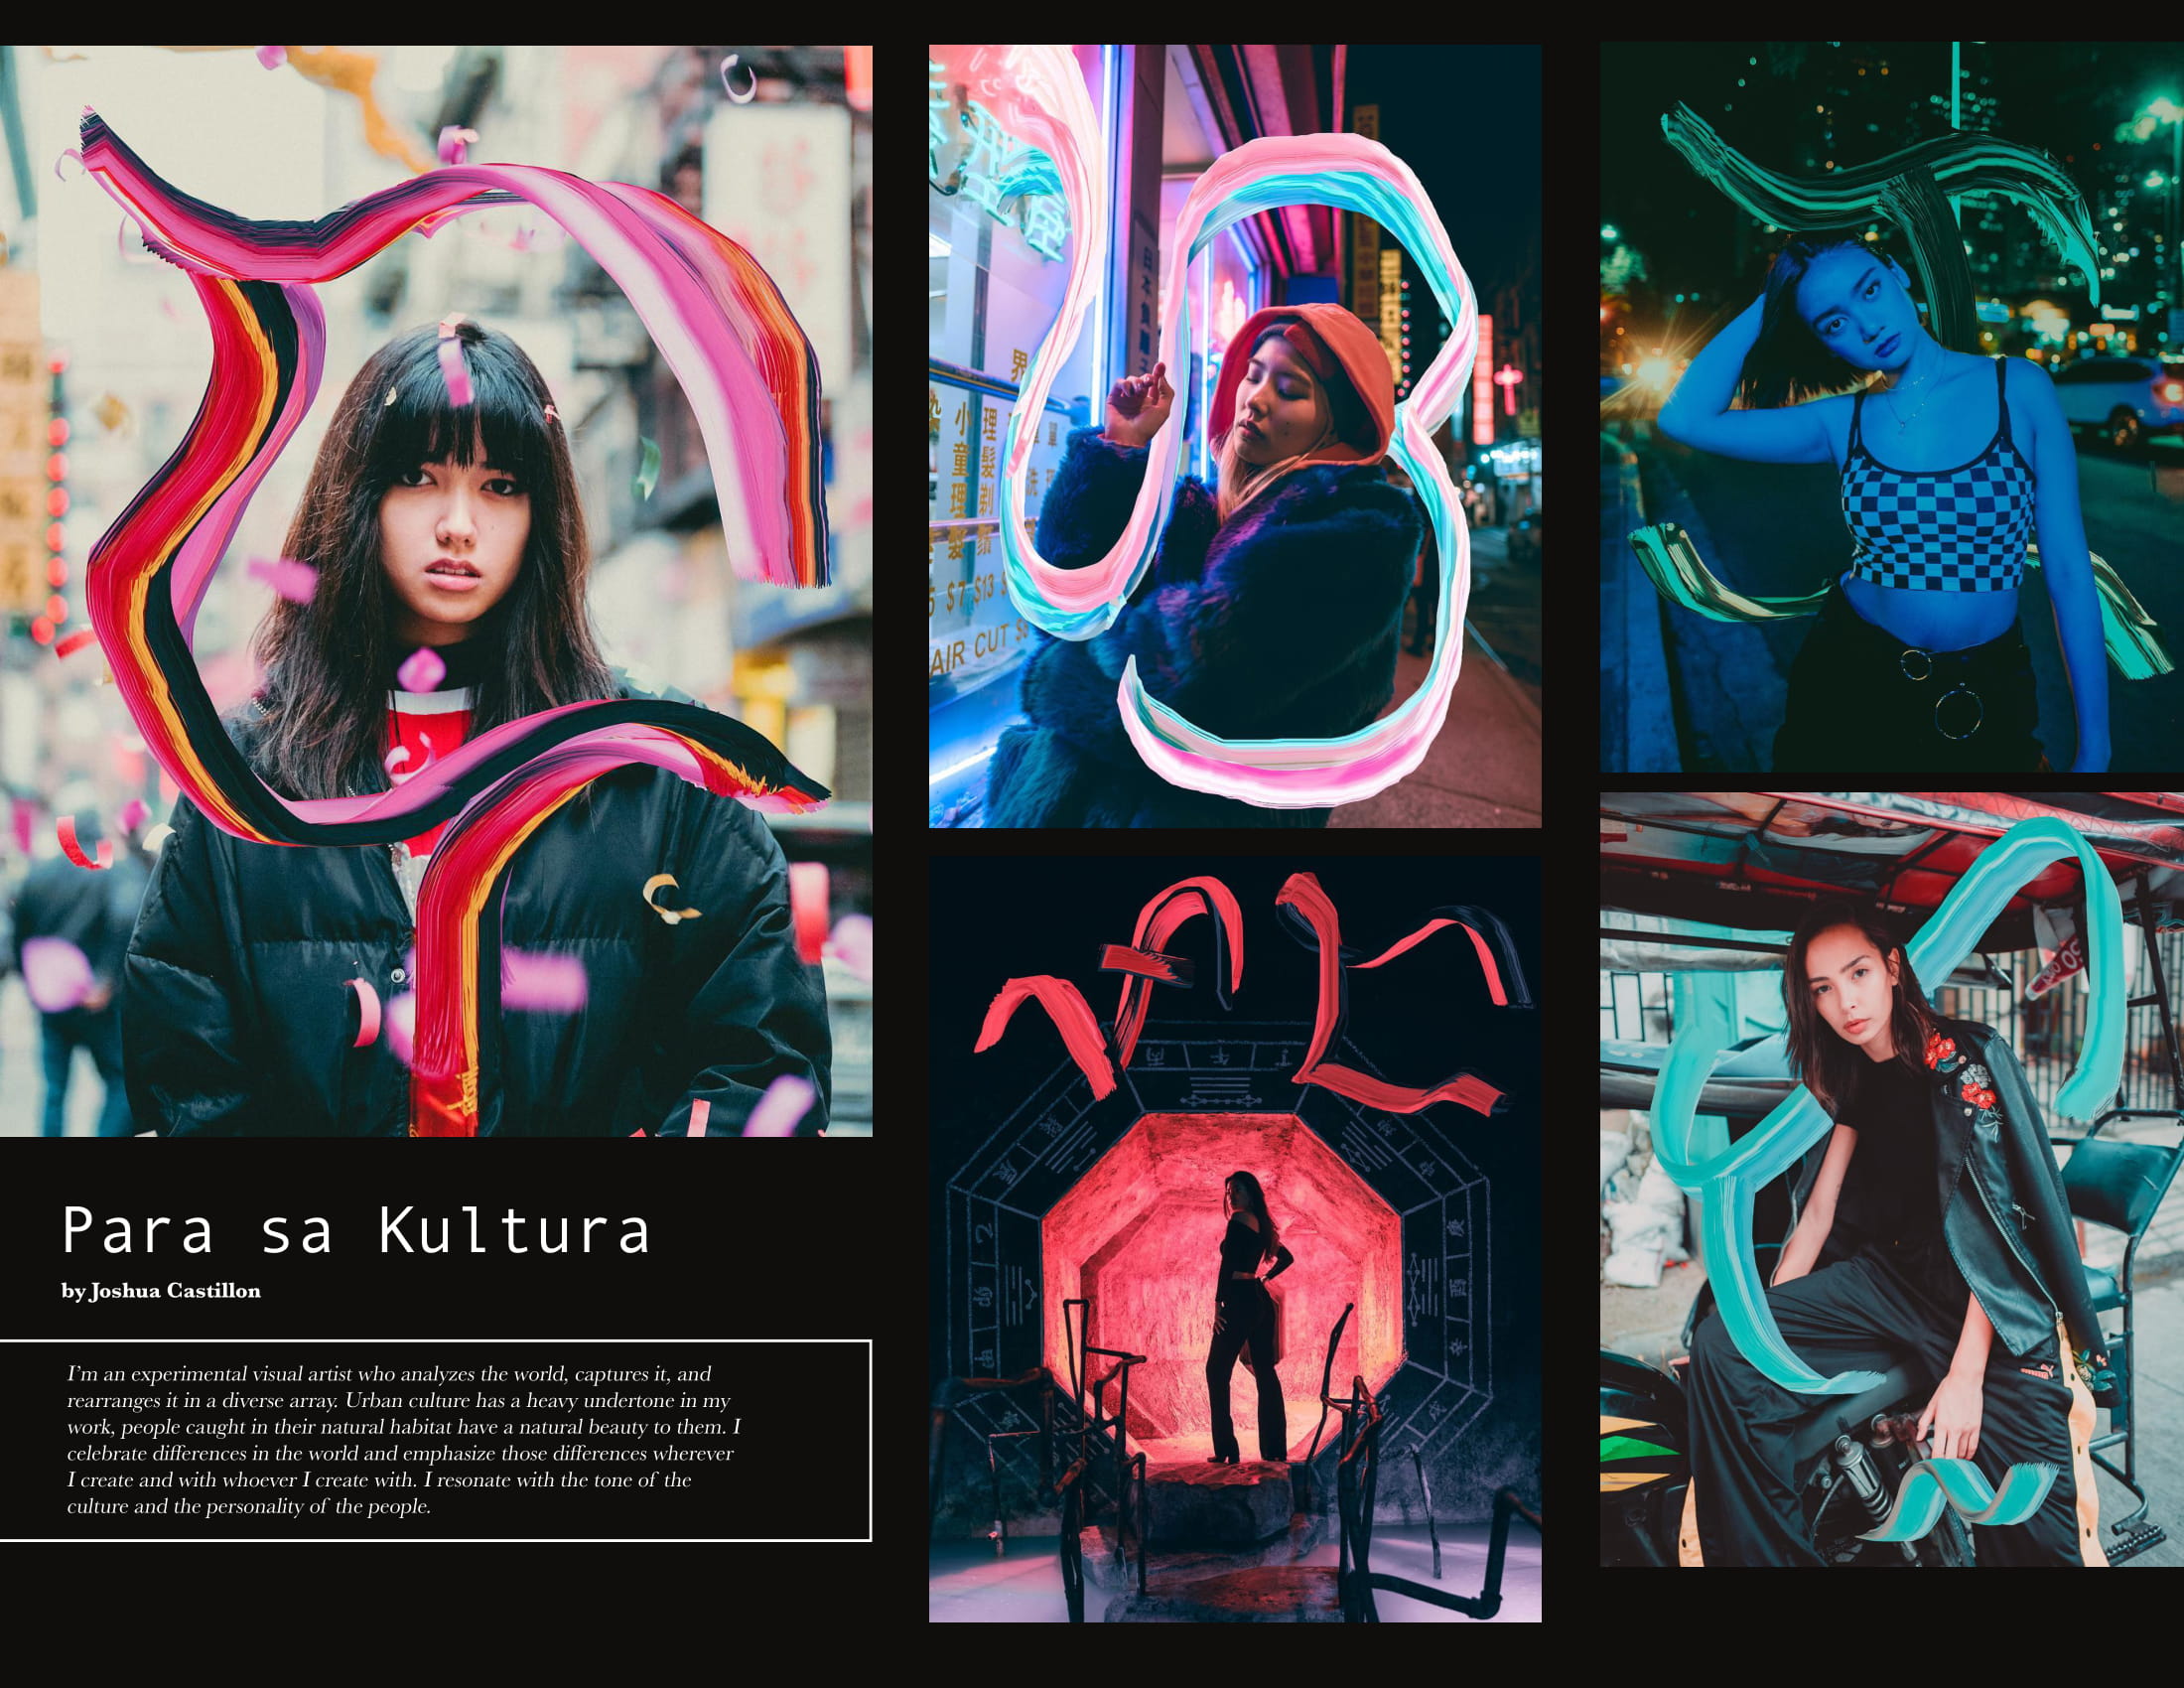 Para sa Kultura
by Joshua Castillon
I'm an experimental visual artist who analyzes the world, captures it, and
rearranges it in a diverse array. Urban culture has a heavy undertone in my
work, people caught in their natural habitat have a natural beauty to them. I
celebrate differences in the world and emphasize those differences wherever
I create and with whoever I create with. I resonate with the tone of the
culture and the personality of the people.
界
小 理
童 髮
理 剃
髮
$7 $13
AIR CUT